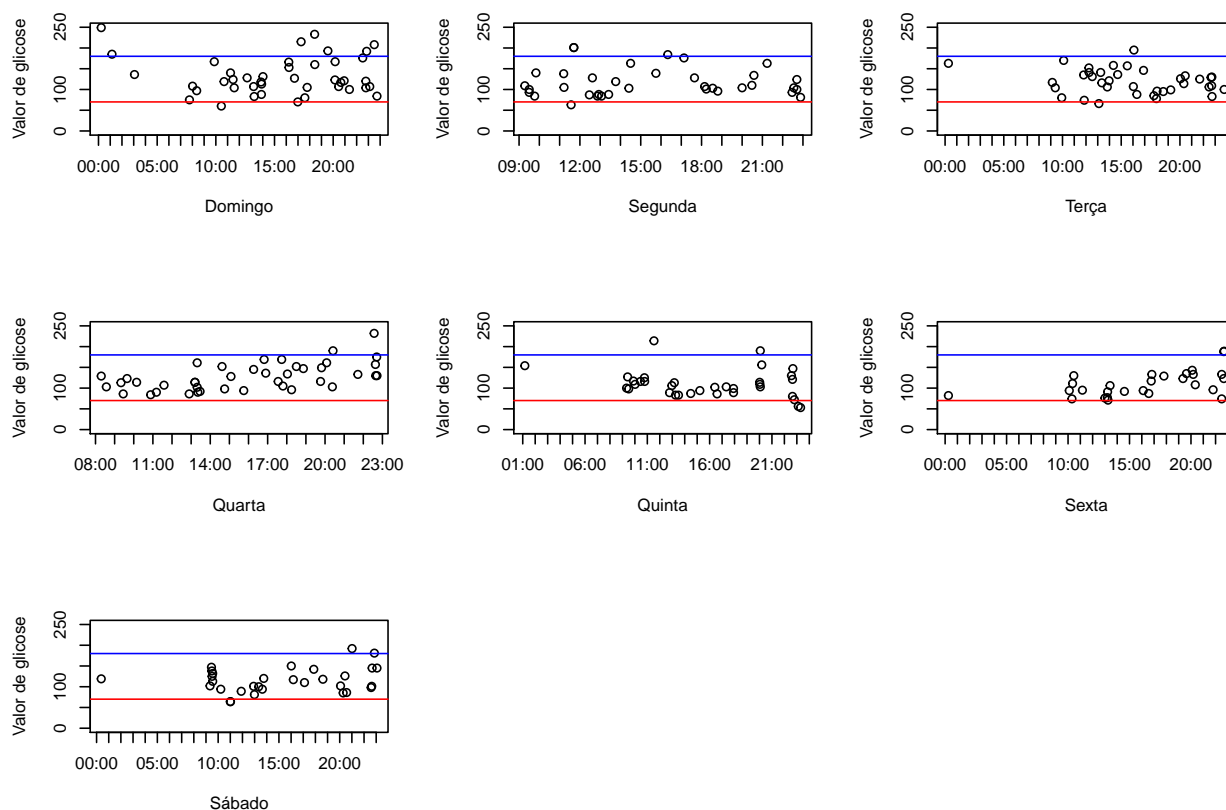 Valor de glicose
0 100 250
00:00 05:00 10:00 15:00 20:00
Domingo
Valor de glicose
0 100 250
09:00 12:00 15:00 18:00 21:00
Segunda
Valor de glicose
0 100 250
00:00 05:00 10:00 15:00 20:00
Terça
Valor de glicose
0 100 250
08:00 11:00 14:00 17:00 20:00 23:00
Quarta
Valor de glicose
0 100 250
01:00 06:00 11:00 16:00 21:00
Quinta
Valor de glicose
0 100 250
00:00 05:00 10:00 15:00 20:00
Sexta
Valor de glicose
0 100 250
00:00 05:00 10:00 15:00 20:00
Sábado